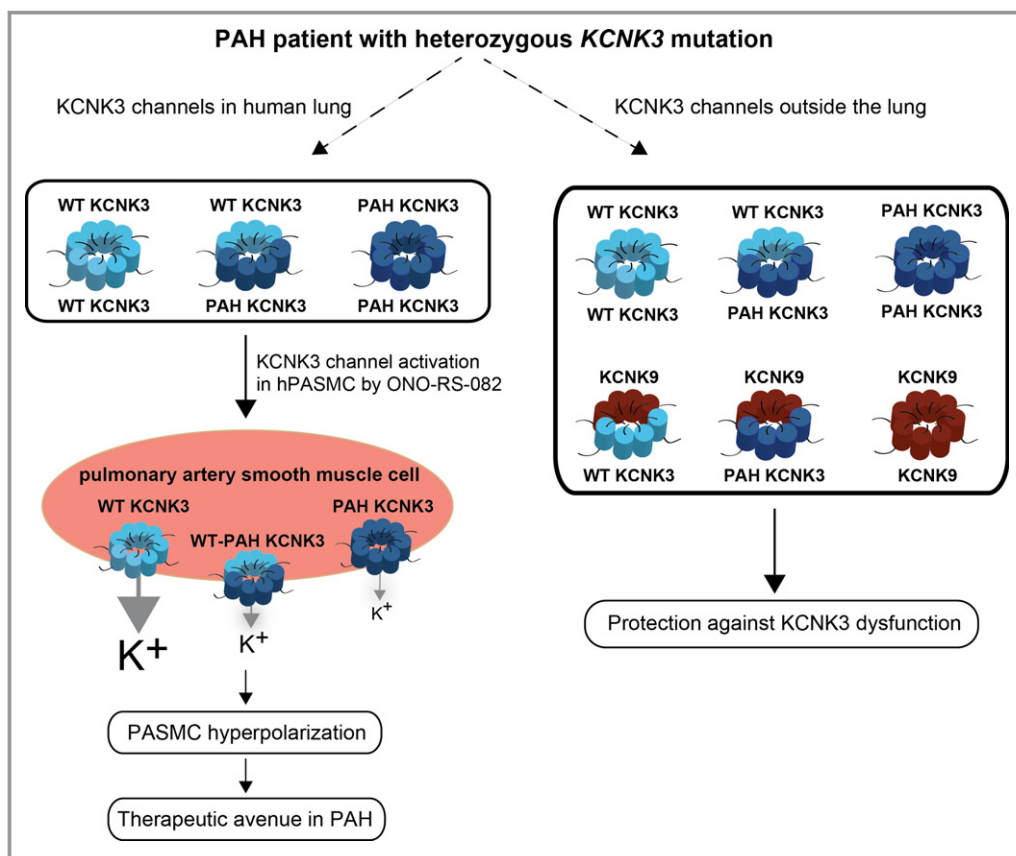 PAH patient with heterozygous KCNK3 mutation
KCNK3 channels in human lung
KCNK3 channels outside the lung
WT KCNK3 WT KCNK3 PAH KCNK3
WT KCNK3 PAH KCNK3 PAH KCNK3
WT KCNK3 WT KCNK3 PAH KCNK3
WT KCNK3 PAH KCNK3 PAH KCNK3
KCNK9 KCNK9 KCNK9
WT KCNK3 PAH KCNK3 KCNK9
KCNK3 channel activation
in hPASMC by ONO-RS-082
pulmonary artery smooth muscle cell
WT KCNK3 PAH KCNK3
WT-PAH KCNK3
K+ K+ K+
PASMC hyperpolarization
Therapeutic avenue in PAH
Protection against KCNK3 dysfunction